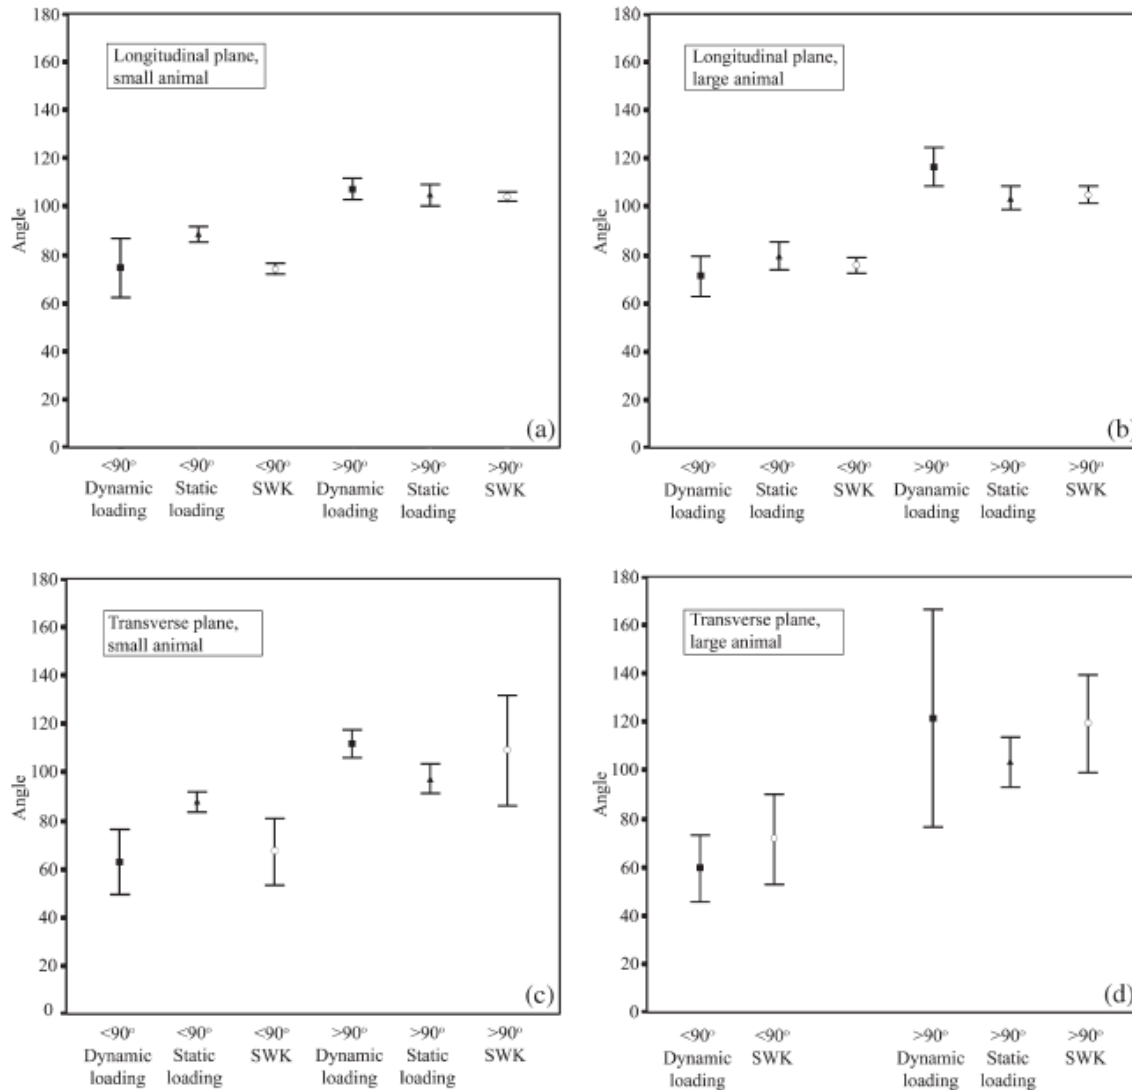 180
160
140
120
100
80
60
40
20
0
Angle
Longitudinal plane,
small animal
(a)
<90° <90° <90° >90° >90° >90°
Dynamic Static SWK Dynamic Static SWK
loading loading loading loading
180
160
140
120
100
80
60
40
20
0
Angle
Longitudinal plane,
large animal
(b)
<90° <90° <90° >90° >90° >90°
Dynamic Static SWK Dyanamic Static SWK
loading loading loading loading
180
160
140
120
100
80
60
40
20
0
Angle
Transverse plane,
small animal
(c)
<90° <90° <90° >90° >90° >90°
Dynamic Static SWK Dynamic Static SWK
loading loading loading loading
180
160
140
120
100
80
60
40
20
0
Angle
Transverse plane,
large animal
(d)
<90° <90° >90° >90° >90°
Dynamic SWK Dynamic Static SWK
loading loading loading